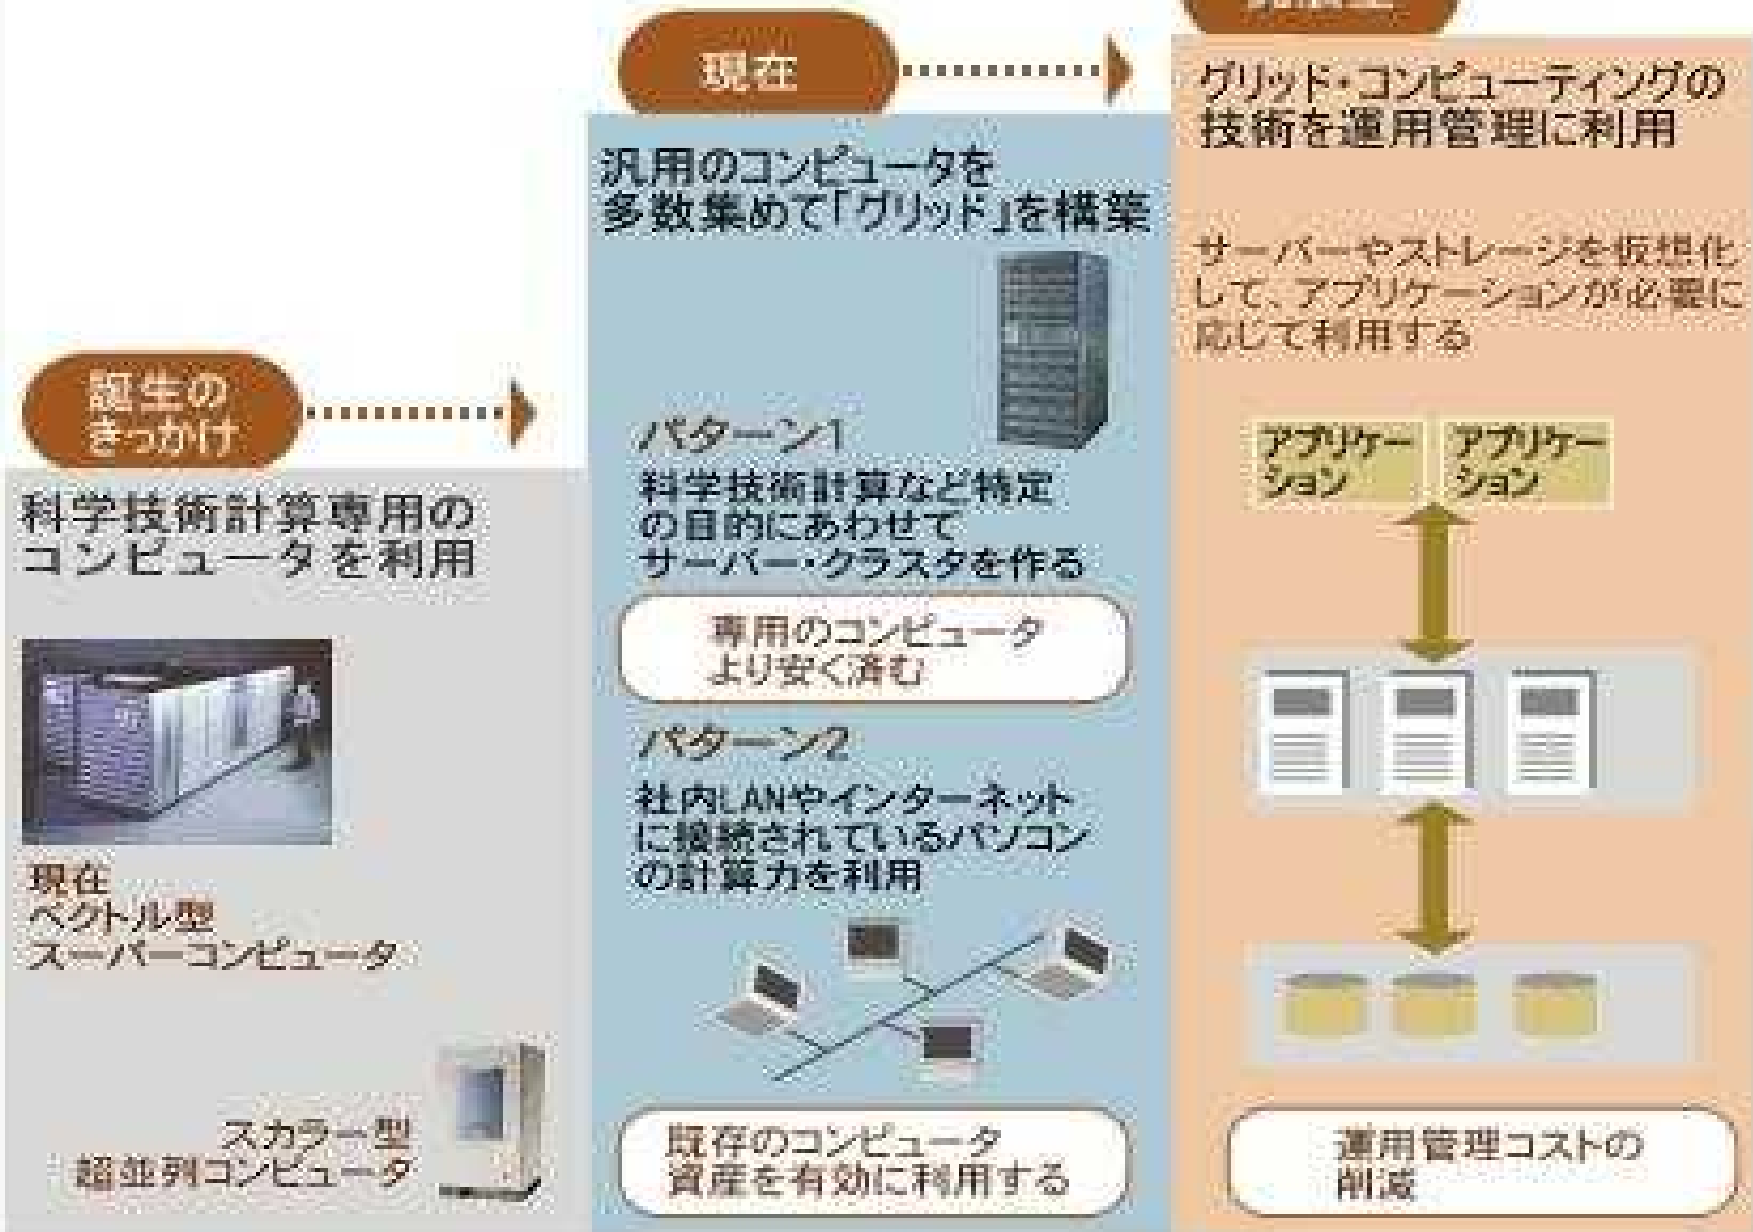 誕生の
きっかけ
科学技術計算専用の
コンピュータを利用
現在
ベクトル型
スーパーコンピュータ
スカラー型
超並列コンピュータ
現在
汎用のコンピュータを
多数集めて「グリッド」を構築
パターン1
科学技術計算など特定
の目的にあわせて
サーバー・クラスタを作る
専用のコンピュータ
より安く済む
パターン2
社内LANやインターネット
に接続されているパソコン
の計算力を利用
既存のコンピュータ
資産を有効に利用する
グリッド・コンピューティングの
技術を運用管理に利用
サーバーやストレージを仮想化
して、アプリケーションが必要に
応じて利用する
アプリケー
ション
アプリケー
ション
運用管理コストの
削減